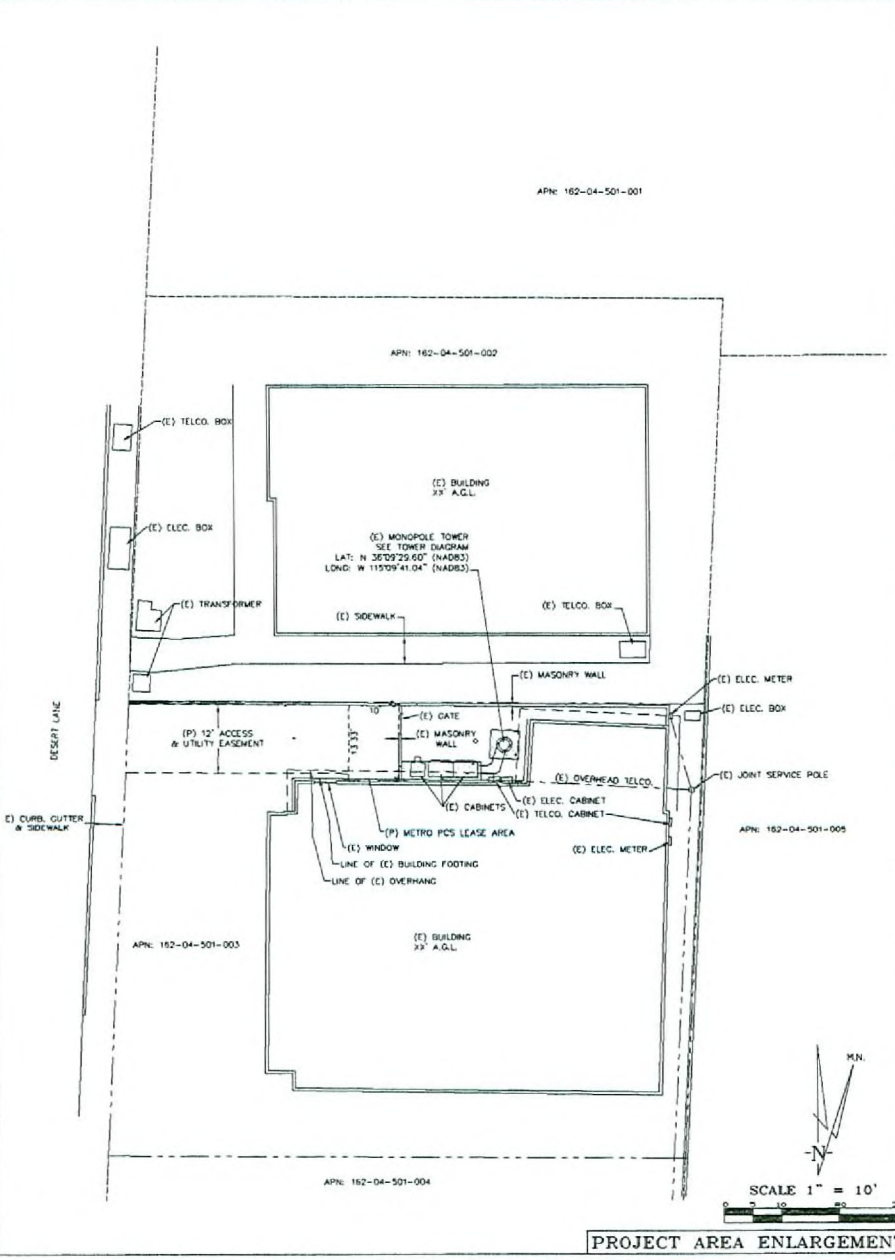 APN: 162-04-501-001
APN: 162-04-501-002
(E) TELCO. BOX
(E) BUILDING
XX' A.G.L.
(E) ELEC. BOX
(E) MONOPOLE TOWER
SEE TOWER DIAGRAM
LAT: N 36°09'29.60" (NAD83)
LONG: W 115°09'41.04" (NAD83)
(E) TRANSFORMER
(E) SIDEWALK
(E) TELCO. BOX
(E) MASONRY WALL
(E) ELEC. METER
(E) ELEC. BOX
DESERT LANE
10'
(E) GATE
(P) 12' ACCESS
& UTILITY EASEMENT
13.33'
(E) MASONRY
WALL
(E) OVERHEAD TELCO.
(E) JOINT SERVICE POLE
(E) CABINETS
(E) ELEC. CABINET
(E) TELCO. CABINET
E) CURB, GUTTER
& SIDEWALK
(P) METRO PCS LEASE AREA
APN: 162-04-501-005
(E) WINDOW
(E) ELEC. METER
LINE OF (E) BUILDING FOOTING
LINE OF (E) OVERHANG
APN: 162-04-501-003
(E) BUILDING
XX' A.G.L.
M.N.
-N-
APN: 162-04-501-004
SCALE 1" = 10'
0 5 10
PROJECT AREA ENLARGEMEN